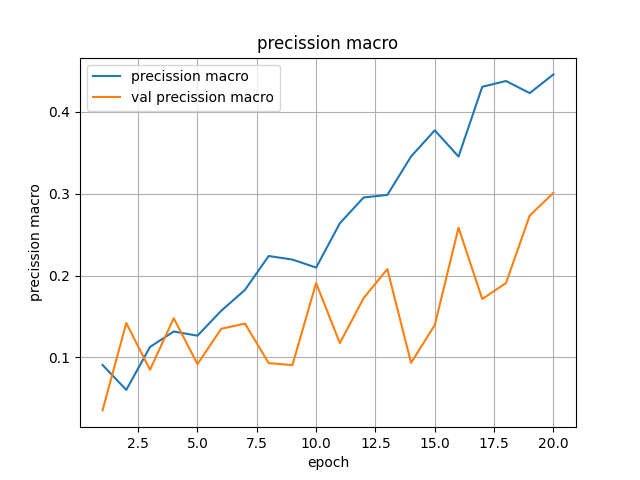 precission macro
precission macro
val precission macro
0.4
0.3
0.2
0.1
precission macro
2.5 5.0 7.5 10.0 12.5 15.0 17.5 20.0
epoch